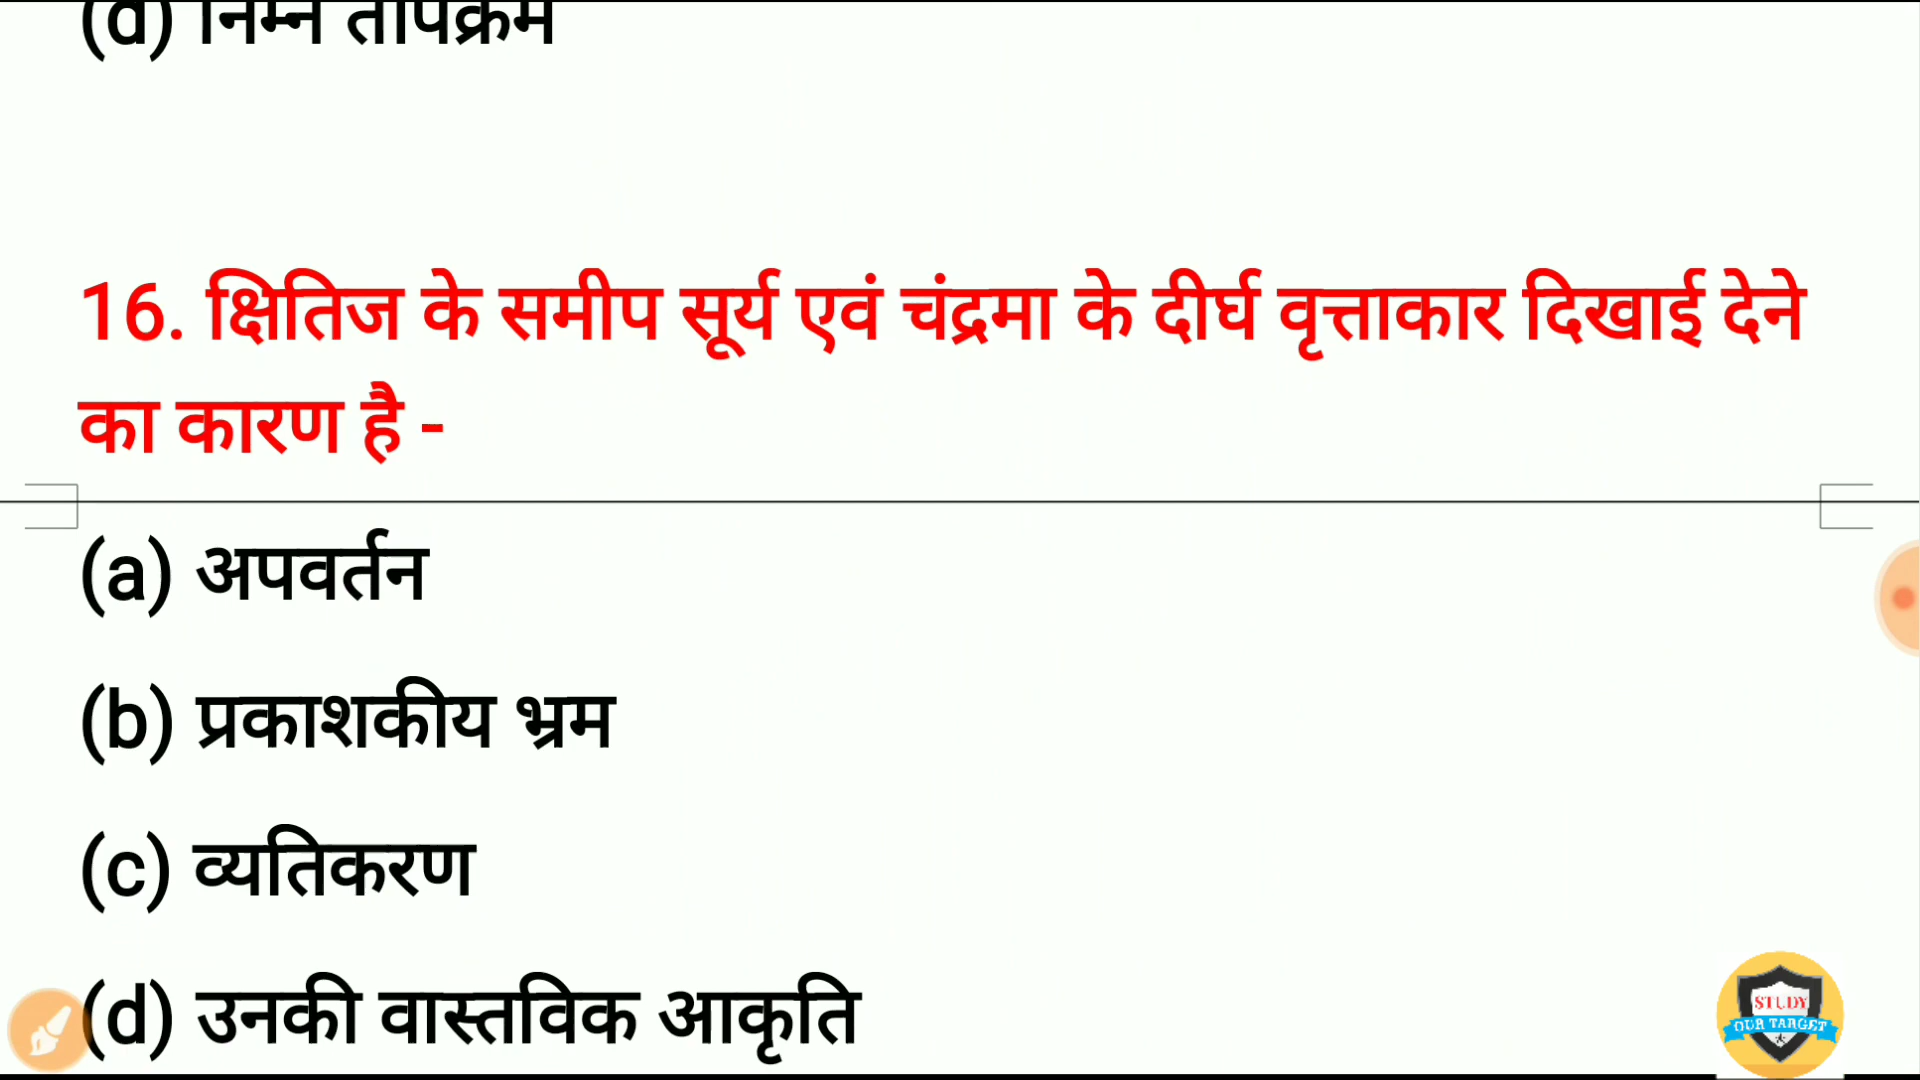 (d) निम्न तापक्रम
16. क्षितिज के समीप सूर्य एवं चंद्रमा के दीर्घ वृत्ताकार दिखाई देने
का कारण है -
(a) अपवर्तन
(b) प्रकाशकीय भ्रम
(c) व्यतिकरण
(d) उनकी वास्तविक आकृति
STUDY
OUR TARGET